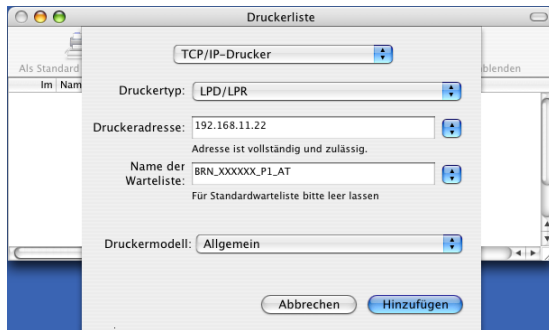 Druckerliste
TCP/IP-Drucker
Als Standard
blenden
Im Nam
Druckertyp: LPD/LPR
Druckeradresse: 192.168.11.22
Adresse ist vollständig und zulässig.
Name der
Warteliste: BRN_XXXXXX_P1_AT
Für Standardwarteliste bitte leer lassen
Druckermodell: Allgemein
Abbrechen Hinzufügen